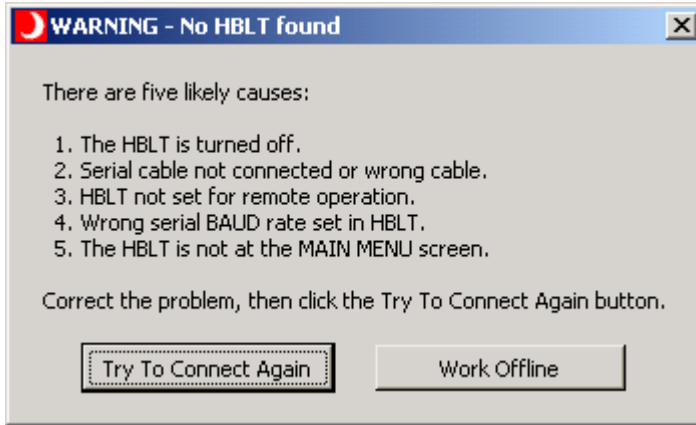 WARNING - No HBLT found
There are five likely causes:
1. The HBLT is turned off.
2. Serial cable not connected or wrong cable.
3. HBLT not set for remote operation.
4. Wrong serial BAUD rate set in HBLT.
5. The HBLT is not at the MAIN MENU screen.
Correct the problem, then click the Try To Connect Again button.
Try To Connect Again
Work Offline